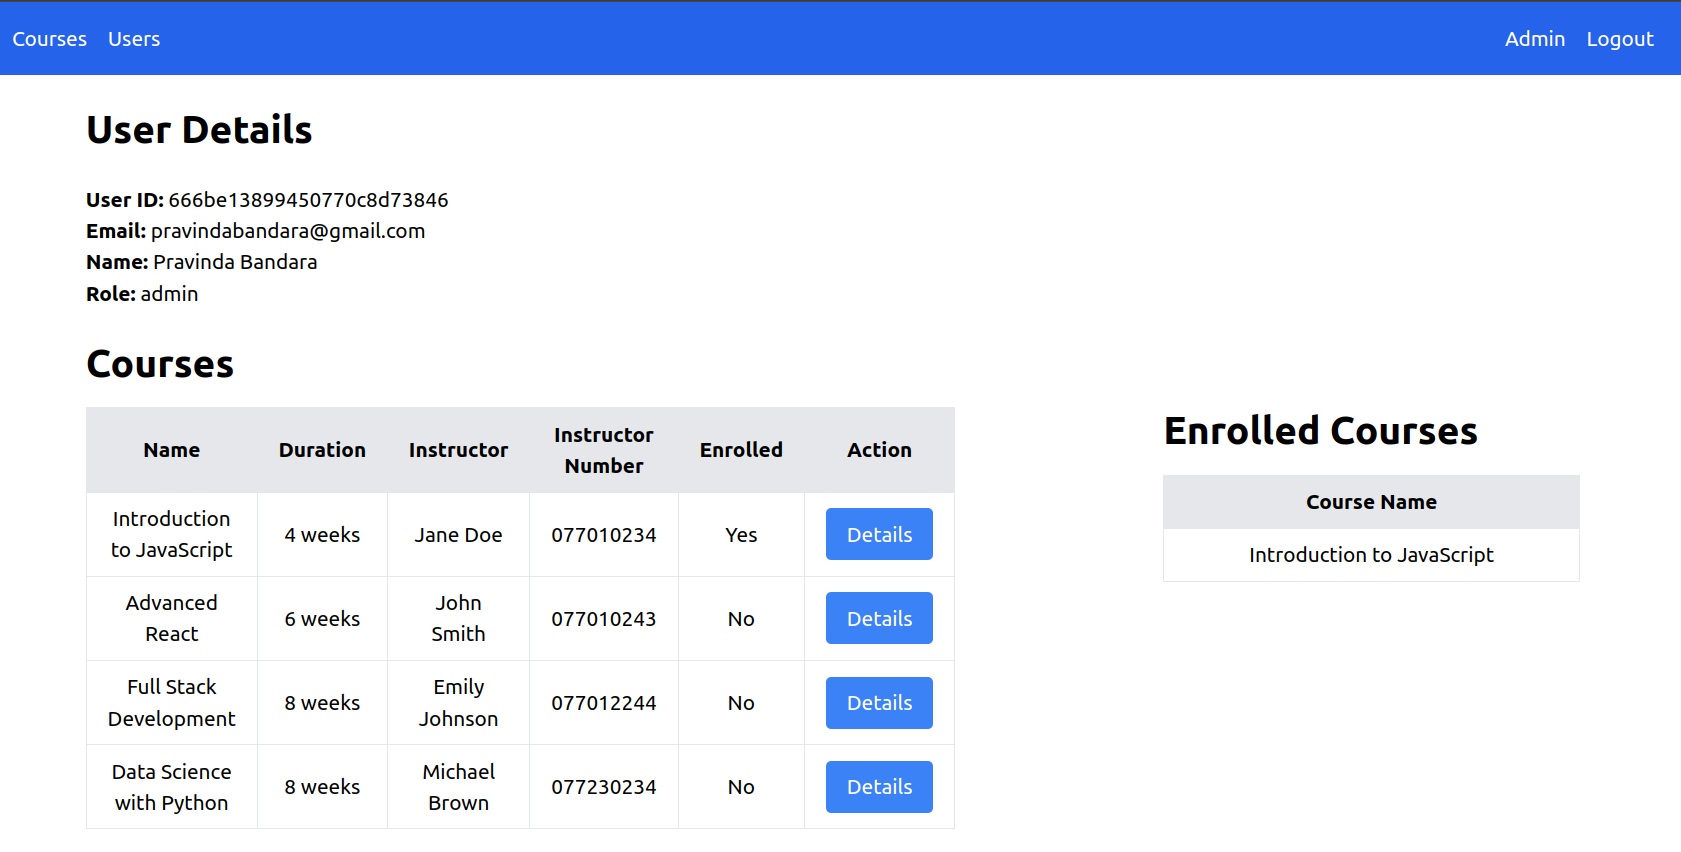 Courses Users Admin Logout
User Details
User ID: 666be13899450770c8d73846
Email: pravindabandara@gmail.com
Name: Pravinda Bandara
Role: admin
Courses
Name Duration Instructor Instructor Number Enrolled Action
Introduction to JavaScript 4 weeks Jane Doe 077010234 Yes Details
Advanced React 6 weeks John Smith 077010243 No Details
Full Stack Development 8 weeks Emily Johnson 077012244 No Details
Data Science with Python 8 weeks Michael Brown 077230234 No Details
Enrolled Courses
Course Name
Introduction to JavaScript